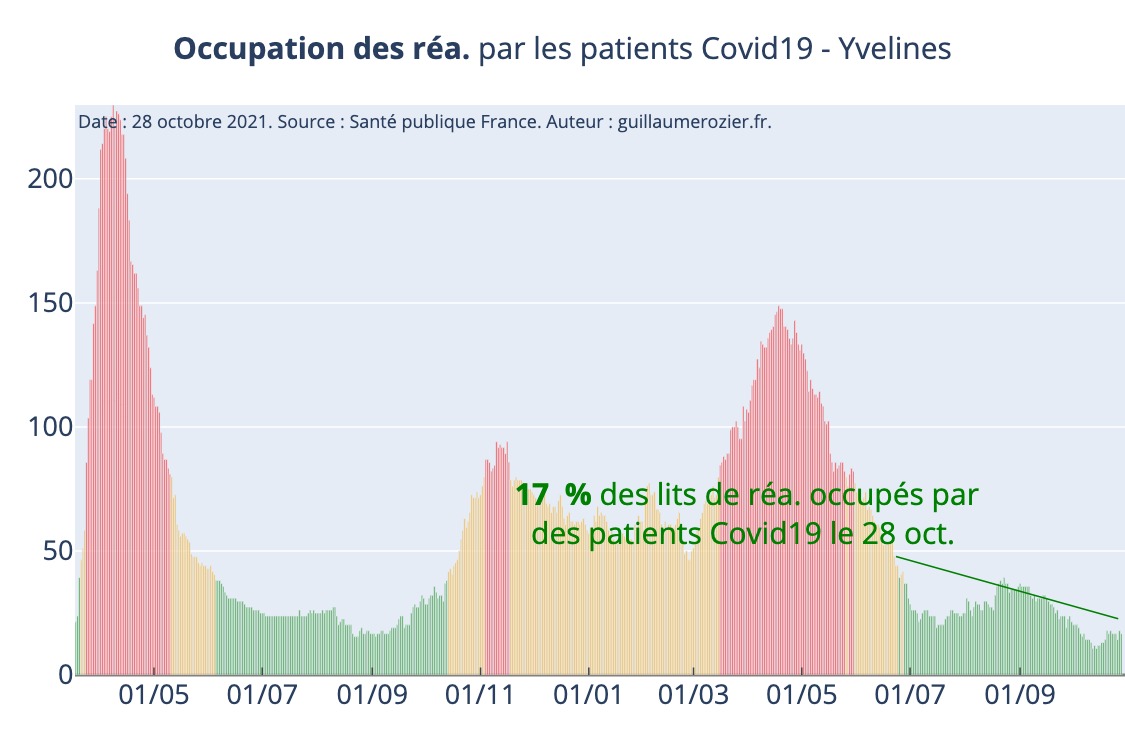 Occupation des réa. par les patients Covid19 - Yvelines
Date : 28 octobre 2021. Source : Santé publique France. Auteur : guillaumerozier.fr.
200
150
100
50
0
17 % des lits de réa. occupés par
des patients Covid19 le 28 oct.
01/05 01/07 01/09 01/11 01/01 01/03 01/05 01/07 01/09